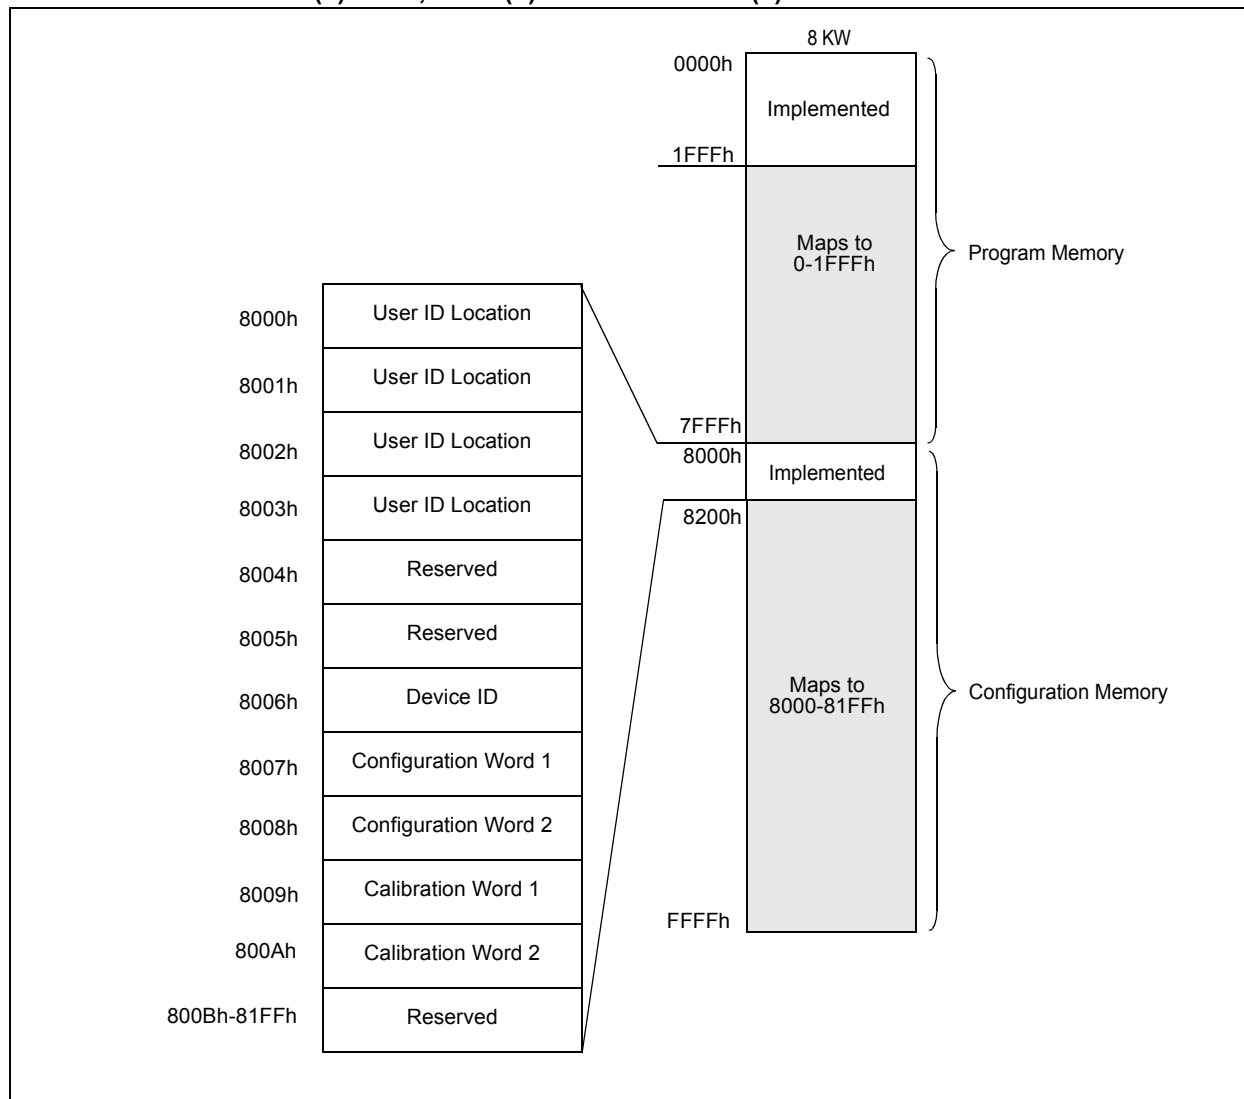 8 KW
0000h
Implemented
1FFFh
Maps to
0-1FFFh
Program Memory
7FFFh
8000h
Implemented
8200h
Maps to
8000-81FFh
Configuration Memory
FFFFh
8000h User ID Location
8001h User ID Location
8002h User ID Location
8003h User ID Location
8004h Reserved
8005h Reserved
8006h Device ID
8007h Configuration Word 1
8008h Configuration Word 2
8009h Calibration Word 1
800Ah Calibration Word 2
800Bh-81FFh Reserved